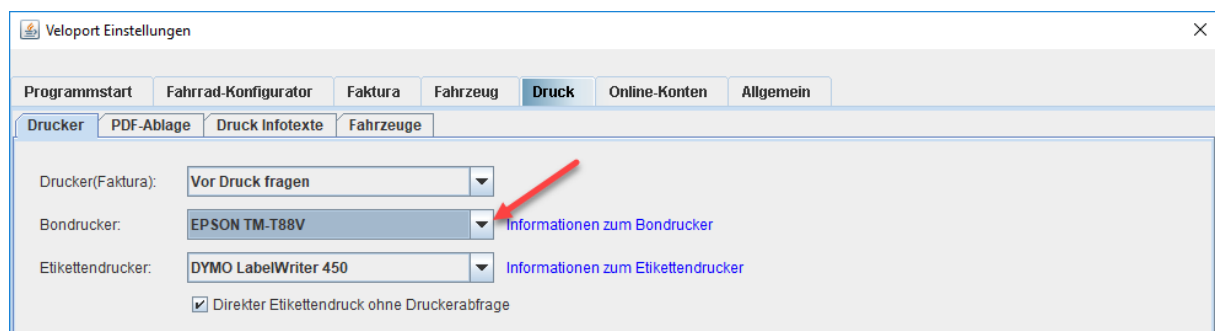 Veloport Einstellungen
Programmstart Fahrrad-Konfigurator Faktura Fahrzeug Druck Online-Konten Allgemein
Drucker PDF-Ablage Druck Infotexte Fahrzeuge
Drucker(Faktura): Vor Druck fragen
Bondrucker: EPSON TM-T88V Informationen zum Bondrucker
Etikettendrucker: DYMO LabelWriter 450 Informationen zum Etikettendrucker
Direkter Etikettendruck ohne Druckerabfrage